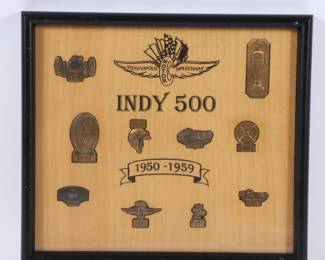 INDIANAPOLIS SPEEDWAY
MOTOR
INDY 500
1950 - 1959